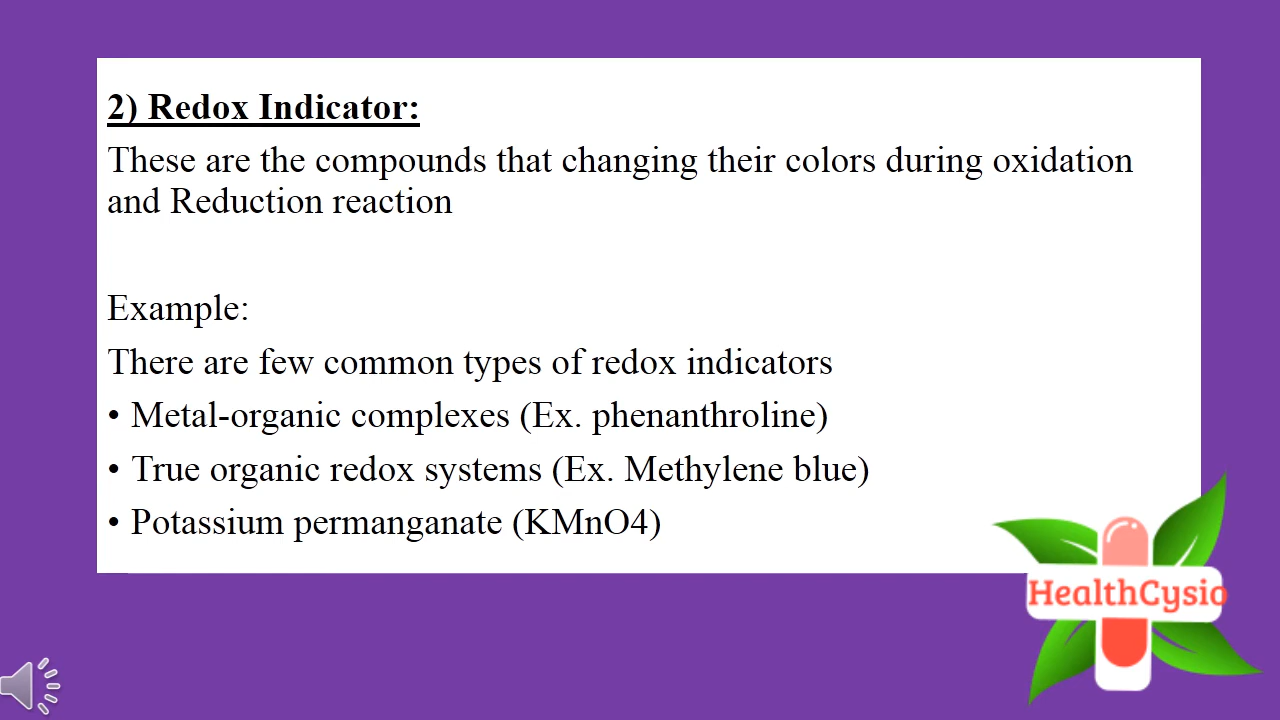 2) Redox Indicator:
These are the compounds that changing their colors during oxidation
and Reduction reaction
Example:
There are few common types of redox indicators
• Metal-organic complexes (Ex. phenanthroline)
• True organic redox systems (Ex. Methylene blue)
• Potassium permanganate (KMnO4)
HealthCysio